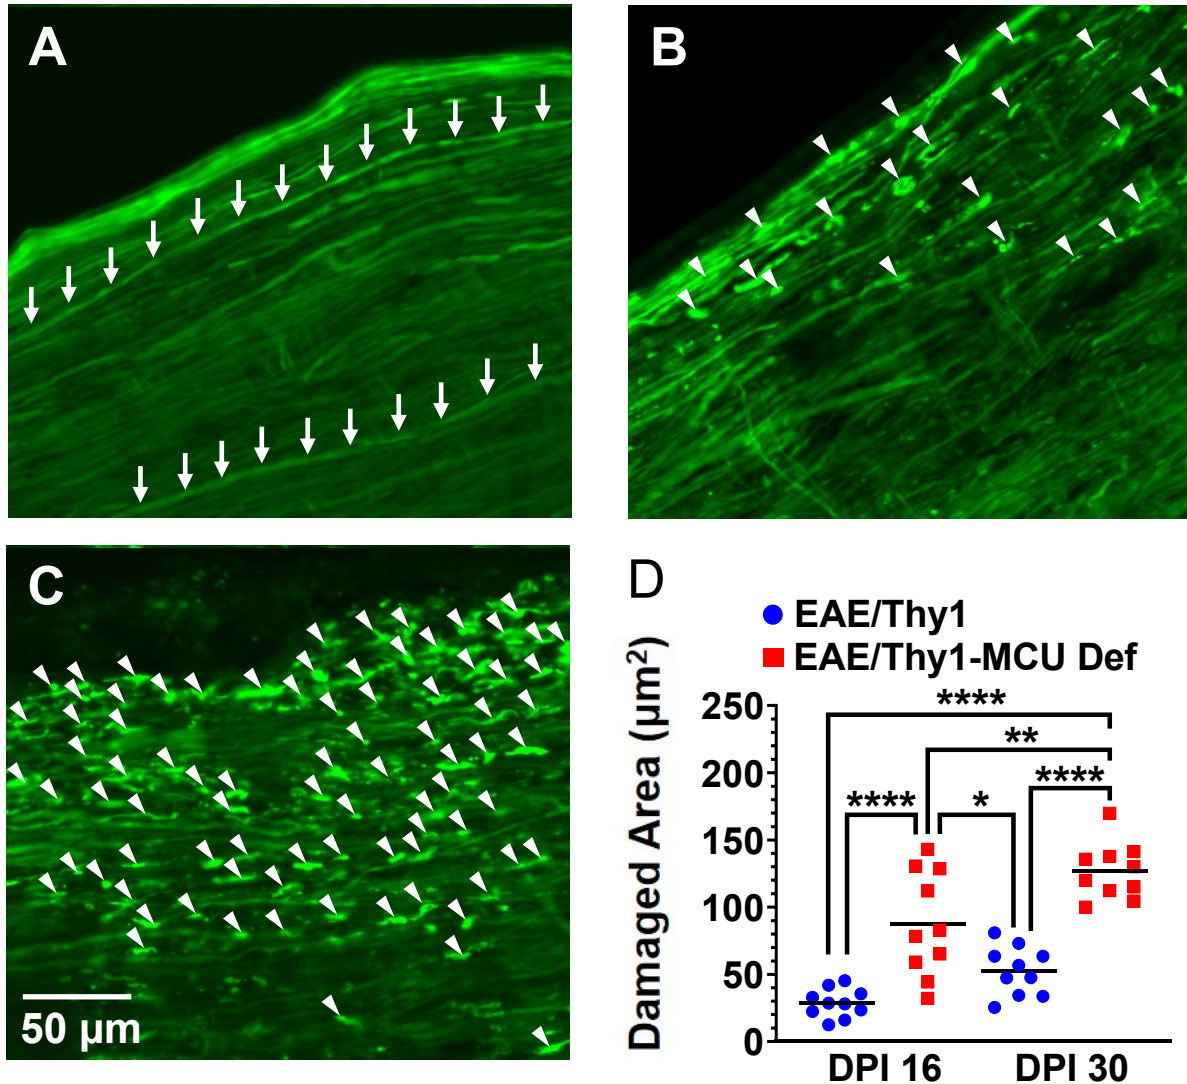 A
B
C
50 µm
D
EAE/Thy1
EAE/Thy1-MCU Def
Damaged Area (µm²)
250
200
150
100
50
0
****
**
****
****
*
DPI 16
DPI 30